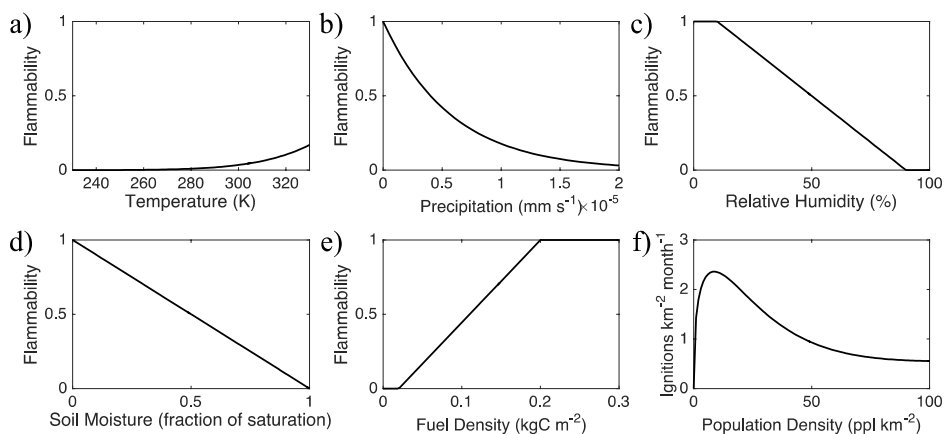 a)
Flammability
1
0.5
0
240 260 280 300 320
Temperature (K)
b)
Flammability
1
0.5
0
0 0.5 1 1.5 2
Precipitation (mm s⁻¹)×10⁻⁵
c)
Flammability
1
0.5
0
0 50 100
Relative Humidity (%)
d)
Flammability
1
0.5
0
0 0.5 1
Soil Moisture (fraction of saturation)
e)
Flammability
1
0.5
0
0 0.1 0.2 0.3
Fuel Density (kgC m⁻²)
f)
Ignitions km⁻² month⁻¹
3
2
1
0
0 50 100
Population Density (ppl km⁻²)